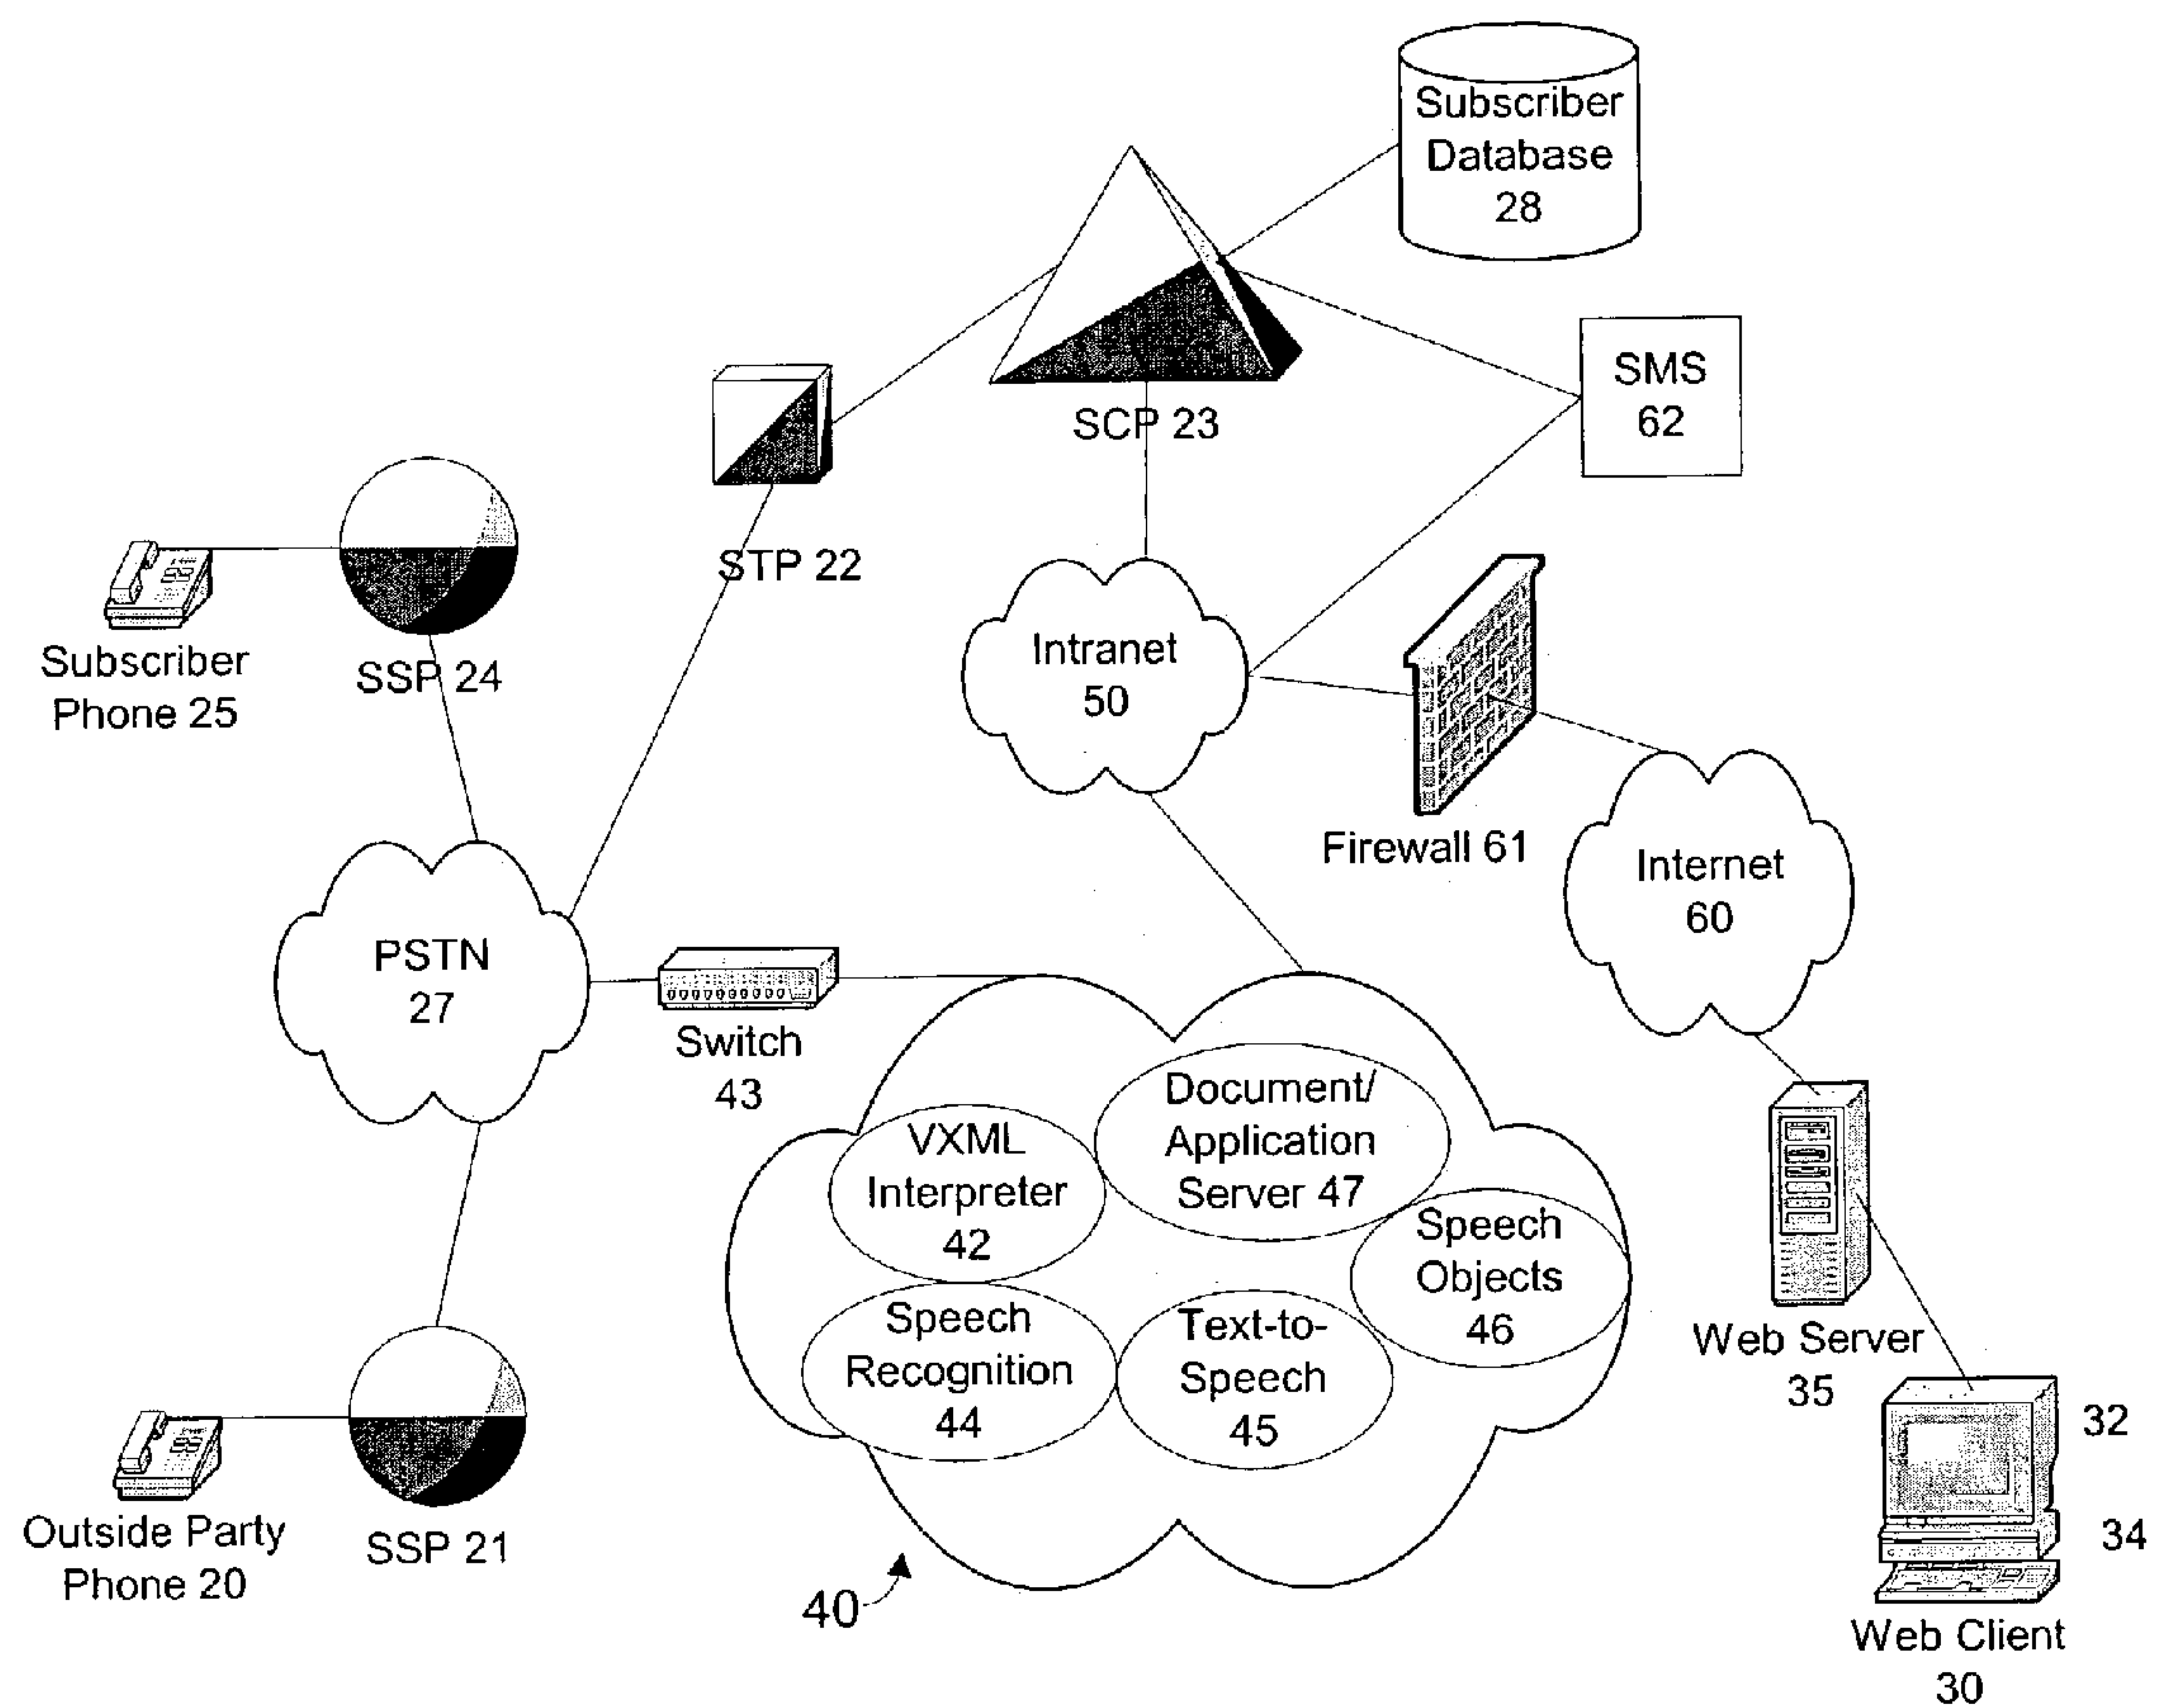 Subscriber
Database
28
SCP 23
SMS
62
STP 22
Subscriber
Phone 25
SSP 24
Intranet
50
Firewall 61
Internet
60
PSTN
27
Switch
43
Document/
Application
Server 47
VXML
Interpreter
42
Speech
Objects
46
Speech
Recognition
44
Text-to-
Speech
45
Web Server
35
32
34
Outside Party
Phone 20
SSP 21
40
Web Client
30